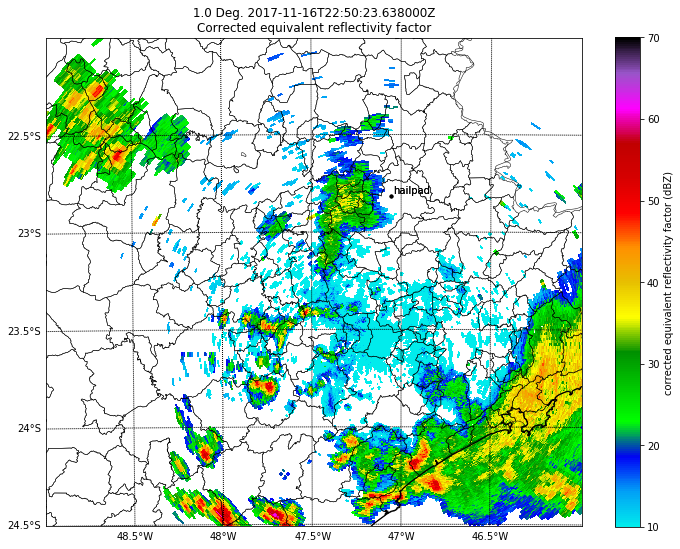 1.0 Deg. 2017-11-16T22:50:23.638000Z
Corrected equivalent reflectivity factor
hailpad
22.5°S
23°S
23.5°S
24°S
24.5°S
48.5°W
48°W
47.5°W
47°W
46.5°W
70
60
50
40
30
20
10
corrected equivalent reflectivity factor (dBZ)